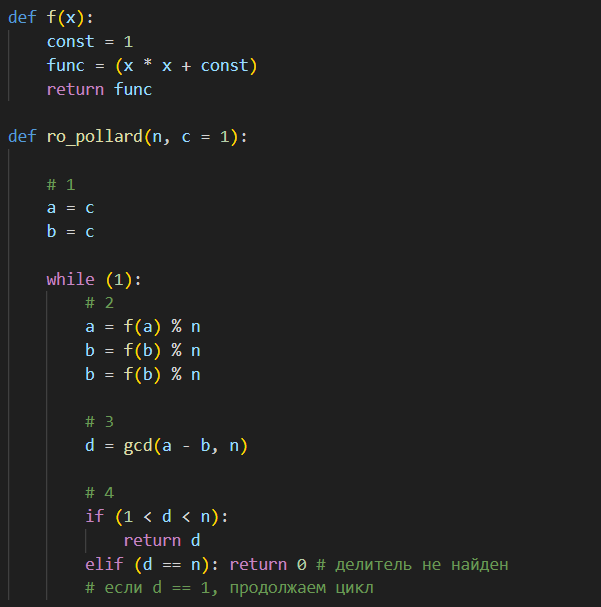 def f(x):
    const = 1
    func = (x * x + const)
    return func
def ro_pollard(n, c = 1):
    # 1
    a = c
    b = c
    while (1):
        # 2
        a = f(a) % n
        b = f(b) % n
        b = f(b) % n
        # 3
        d = gcd(a - b, n)
        # 4
        if (1 < d < n):
            return d
        elif (d == n): return 0 # делитель не найден
        # если d == 1, продолжаем цикл